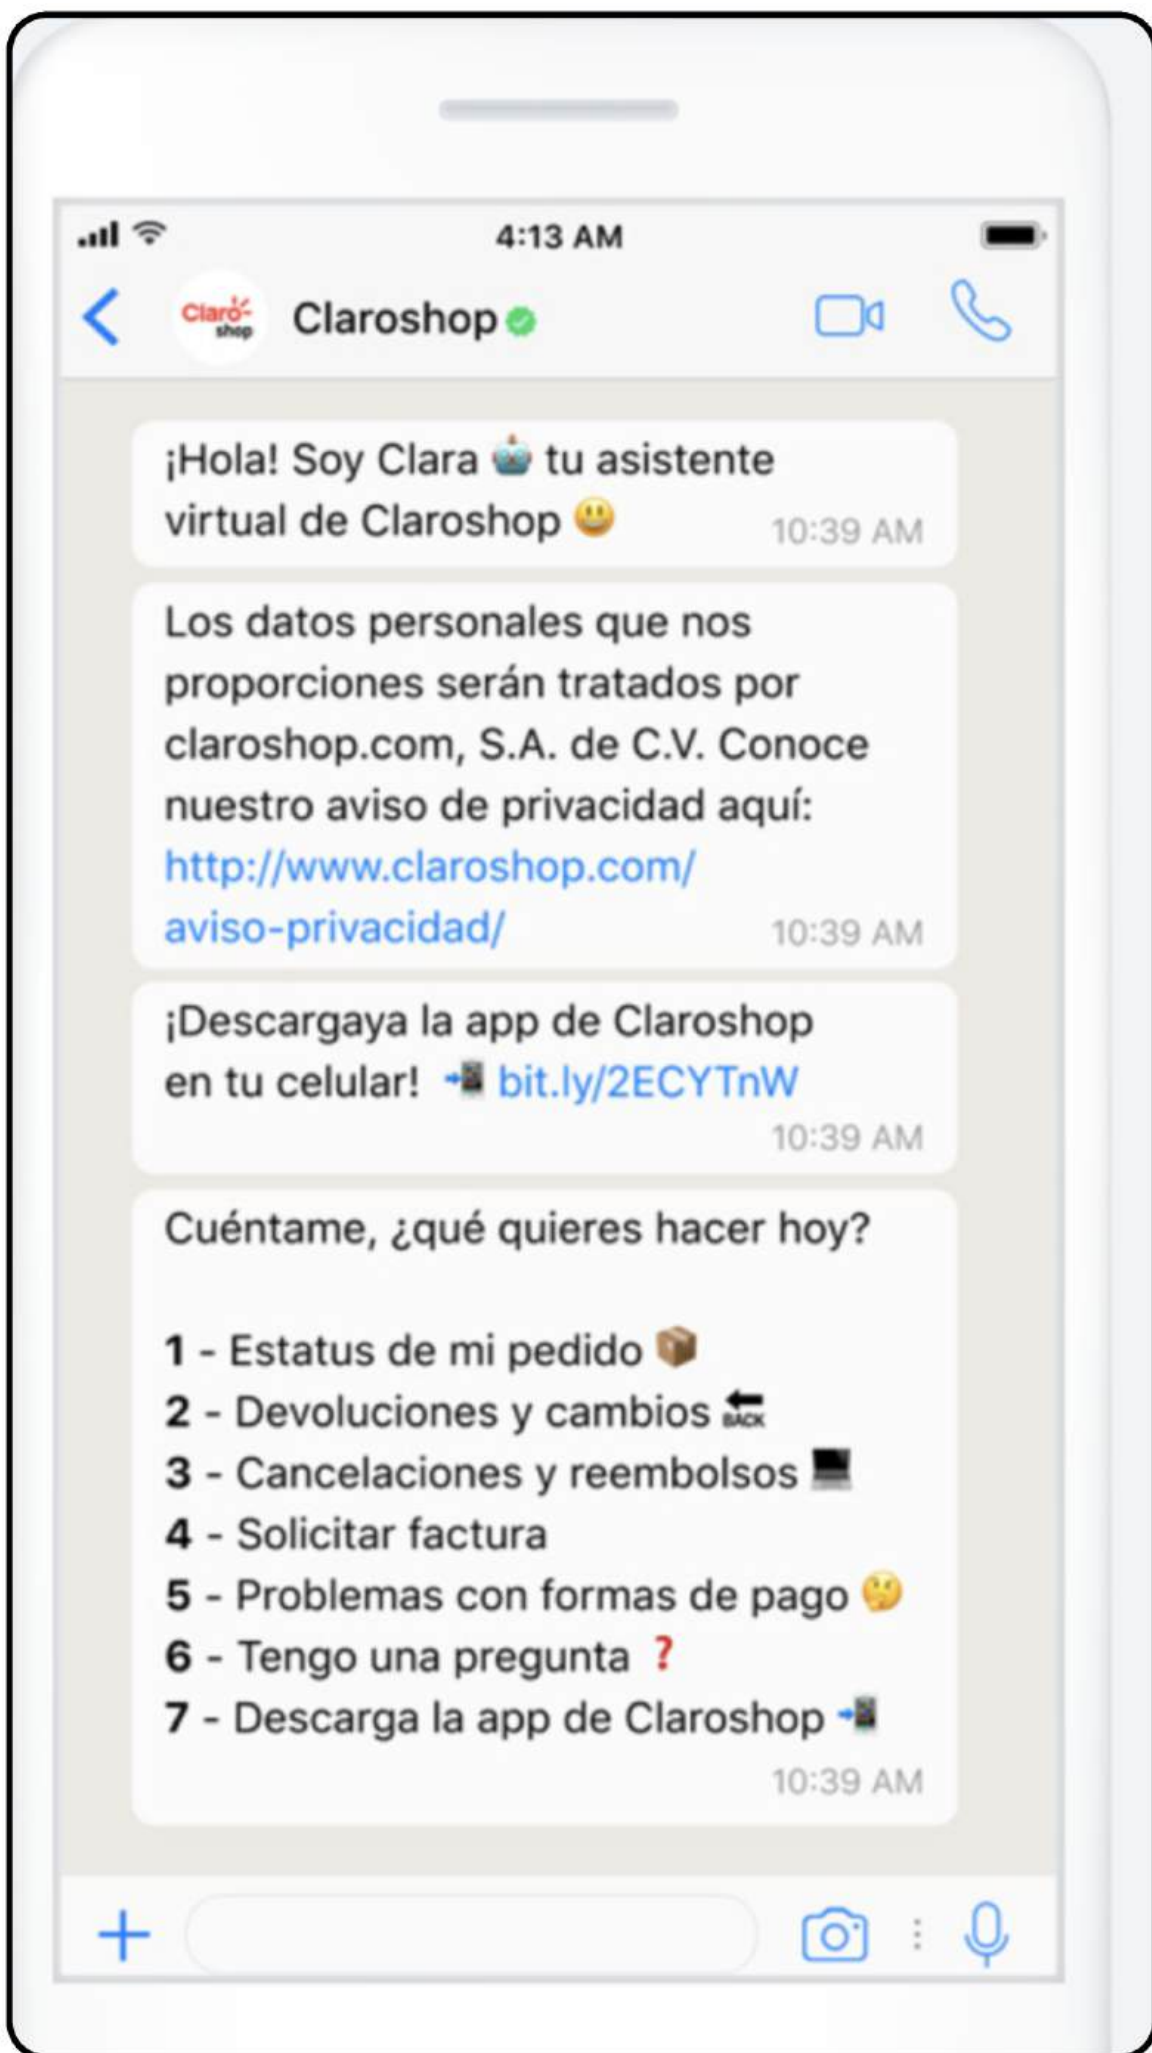 4:13 AM
Claro
shop
Claroshop
¡Hola! Soy Clara 🤖 tu asistente
virtual de Claroshop 😃
10:39 AM
Los datos personales que nos
proporciones serán tratados por
claroshop.com, S.A. de C.V. Conoce
nuestro aviso de privacidad aquí:
http://www.claroshop.com/
aviso-privacidad/
10:39 AM
¡Descargaya la app de Claroshop
en tu celular! 📲 bit.ly/2ECYTnW
10:39 AM
Cuéntame, ¿qué quieres hacer hoy?
1 - Estatus de mi pedido 📦
2 - Devoluciones y cambios 🔙
3 - Cancelaciones y reembolsos 💻
4 - Solicitar factura
5 - Problemas con formas de pago 🤔
6 - Tengo una pregunta ❓
7 - Descarga la app de Claroshop 📲
10:39 AM